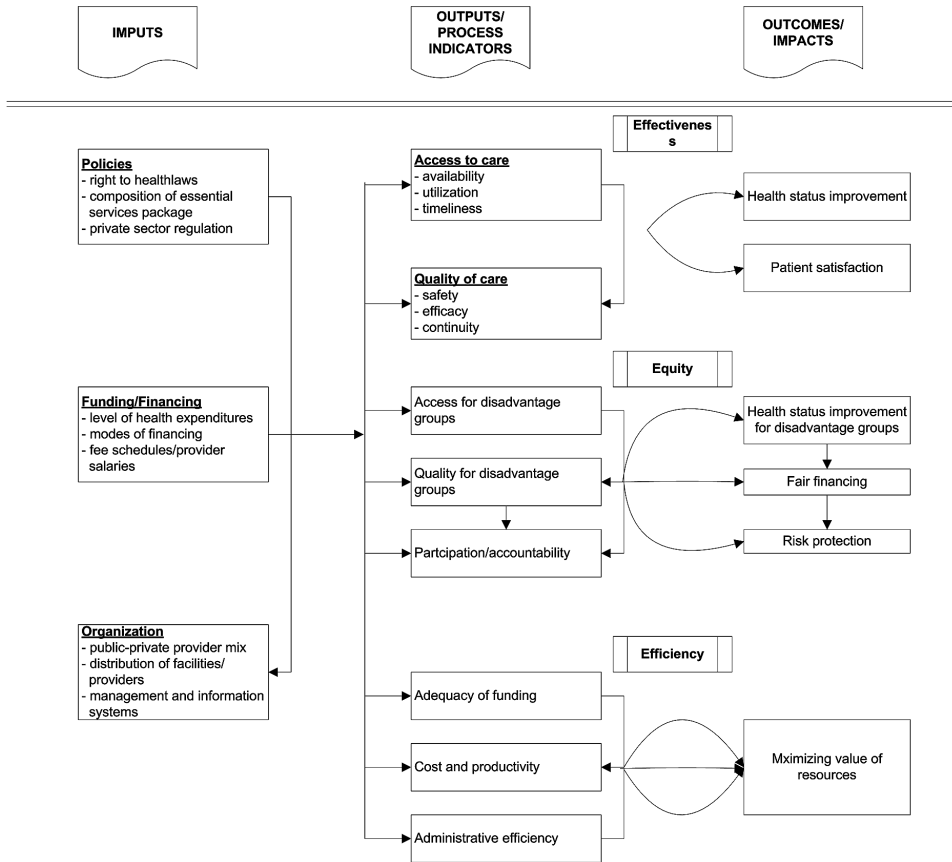 IMPUTS
OUTPUTS/
PROCESS
INDICATORS
OUTCOMES/
IMPACTS
Effectivenes
s
Policies
- right to healthlaws
- composition of essential
services package
- private sector regulation
Access to care
- availability
- utilization
- timeliness
Health status improvement
Patient satisfaction
Quality of care
- safety
- efficacy
- continuity
Equity
Funding/Financing
- level of health expenditures
- modes of financing
- fee schedules/provider
salaries
Access for disadvantage
groups
Health status improvement
for disadvantage groups
Quality for disadvantage
groups
Fair financing
Partcipation/accountability
Risk protection
Organization
- public-private provider mix
- distribution of facilities/
providers
- management and information
systems
Efficiency
Adequacy of funding
Cost and productivity
Mximizing value of
resources
Administrative efficiency